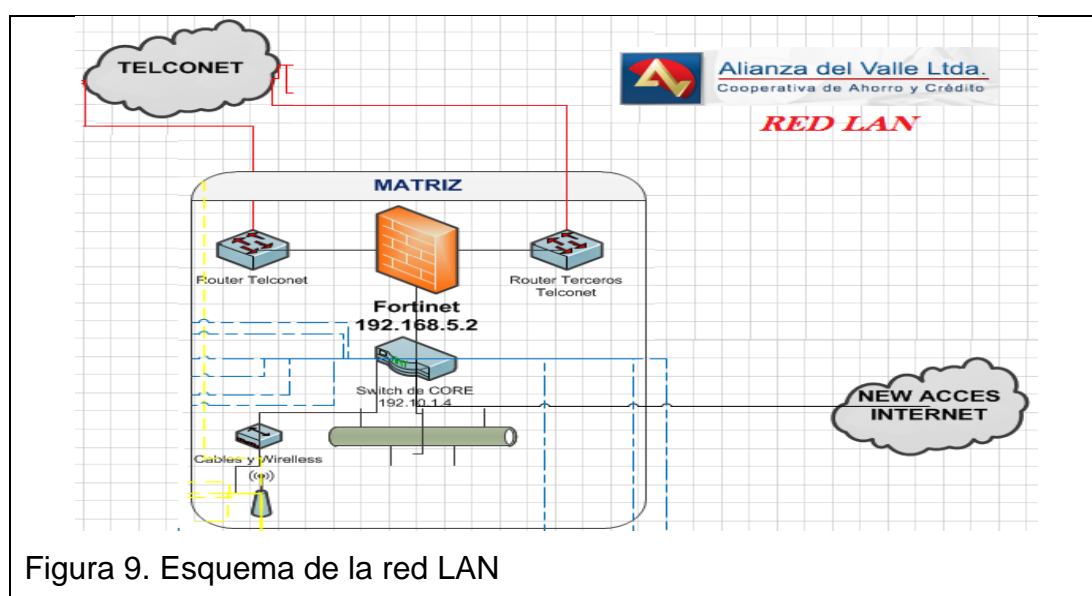 TELCONET
Alianza del Valle Ltda.
Cooperativa de Ahorro y Crédito
RED LAN
MATRIZ
Router Telconet
Router Terceros
Telconet
Fortinet
192.168.5.2
Switch de CORE
192.10.1.4
NEW ACCES
INTERNET
Cables y Wirelless
Figura 9. Esquema de la red LAN